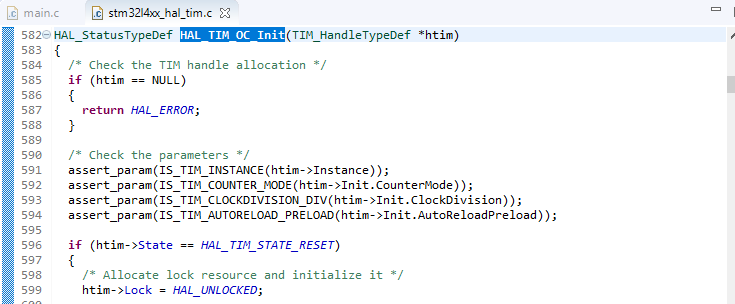 main.c stm32l4xx_hal_tim.c
582 HAL_StatusTypeDef HAL_TIM_OC_Init(TIM_HandleTypeDef *htim)
583 {
584 /* Check the TIM handle allocation */
585 if (htim == NULL)
586 {
587 return HAL_ERROR;
588 }
589
590 /* Check the parameters */
591 assert_param(IS_TIM_INSTANCE(htim->Instance));
592 assert_param(IS_TIM_COUNTER_MODE(htim->Init.CounterMode));
593 assert_param(IS_TIM_CLOCKDIVISION_DIV(htim->Init.ClockDivision));
594 assert_param(IS_TIM_AUTORELOAD_PRELOAD(htim->Init.AutoReloadPreload));
595
596 if (htim->State == HAL_TIM_STATE_RESET)
597 {
598 /* Allocate lock resource and initialize it */
599 htim->Lock = HAL_UNLOCKED;